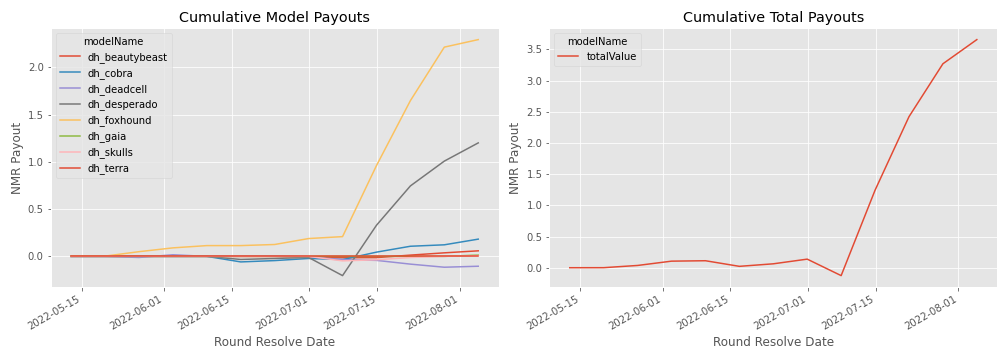 Cumulative Model Payouts
modelName
dh_beautybeast
dh_cobra
dh_deadcell
dh_desperado
dh_foxhound
dh_gaia
dh_skulls
dh_terra
NMR Payout
2.0
1.5
1.0
0.5
0.0
2022-05-15
2022-06-01
2022-06-15
2022-07-01
2022-07-15
2022-08-01
Round Resolve Date
Cumulative Total Payouts
modelName
totalValue
NMR Payout
3.5
3.0
2.5
2.0
1.5
1.0
0.5
0.0
2022-05-15
2022-06-01
2022-06-15
2022-07-01
2022-07-15
2022-08-01
Round Resolve Date